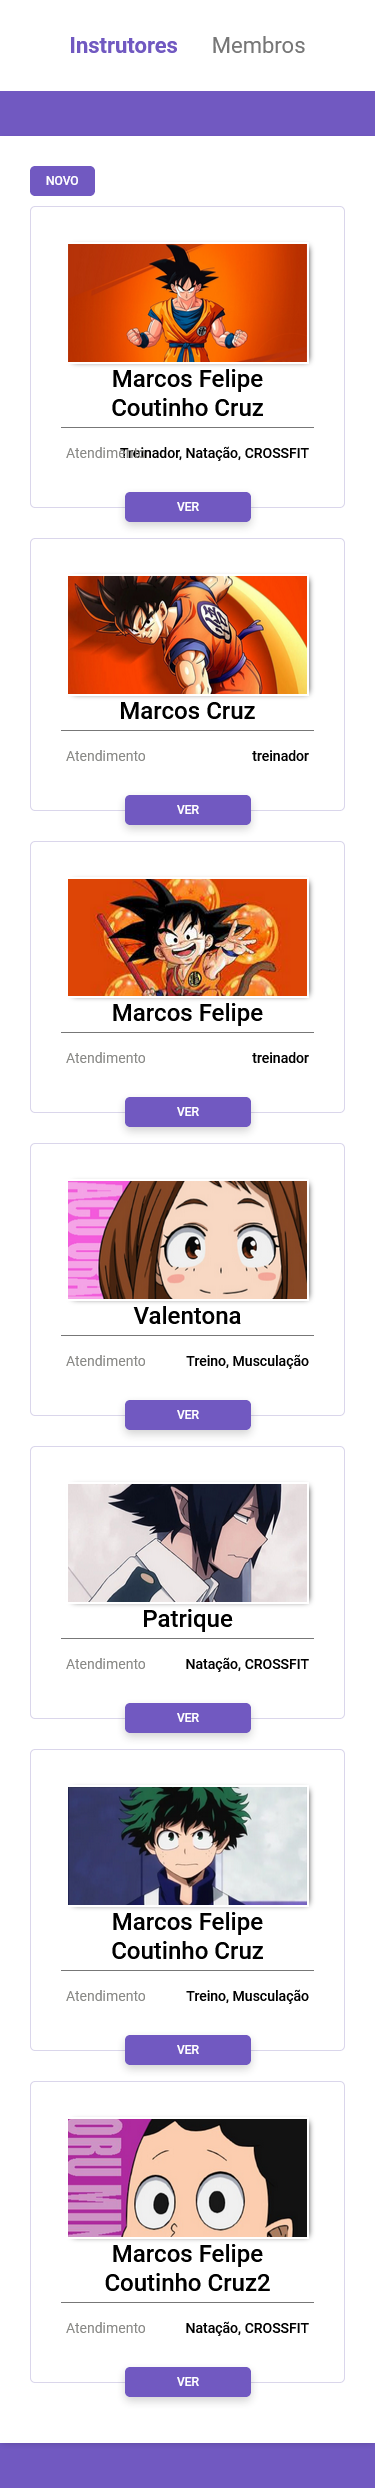 Instrutores Membros
NOVO
Marcos Felipe
Coutinho Cruz
Atendimento Treinador, Natação, CROSSFIT
VER
Marcos Cruz
Atendimento treinador
VER
Marcos Felipe
Atendimento treinador
VER
Valentona
Atendimento Treino, Musculação
VER
Patrique
Atendimento Natação, CROSSFIT
VER
Marcos Felipe
Coutinho Cruz
Atendimento Treino, Musculação
VER
Marcos Felipe
Coutinho Cruz2
Atendimento Natação, CROSSFIT
VER